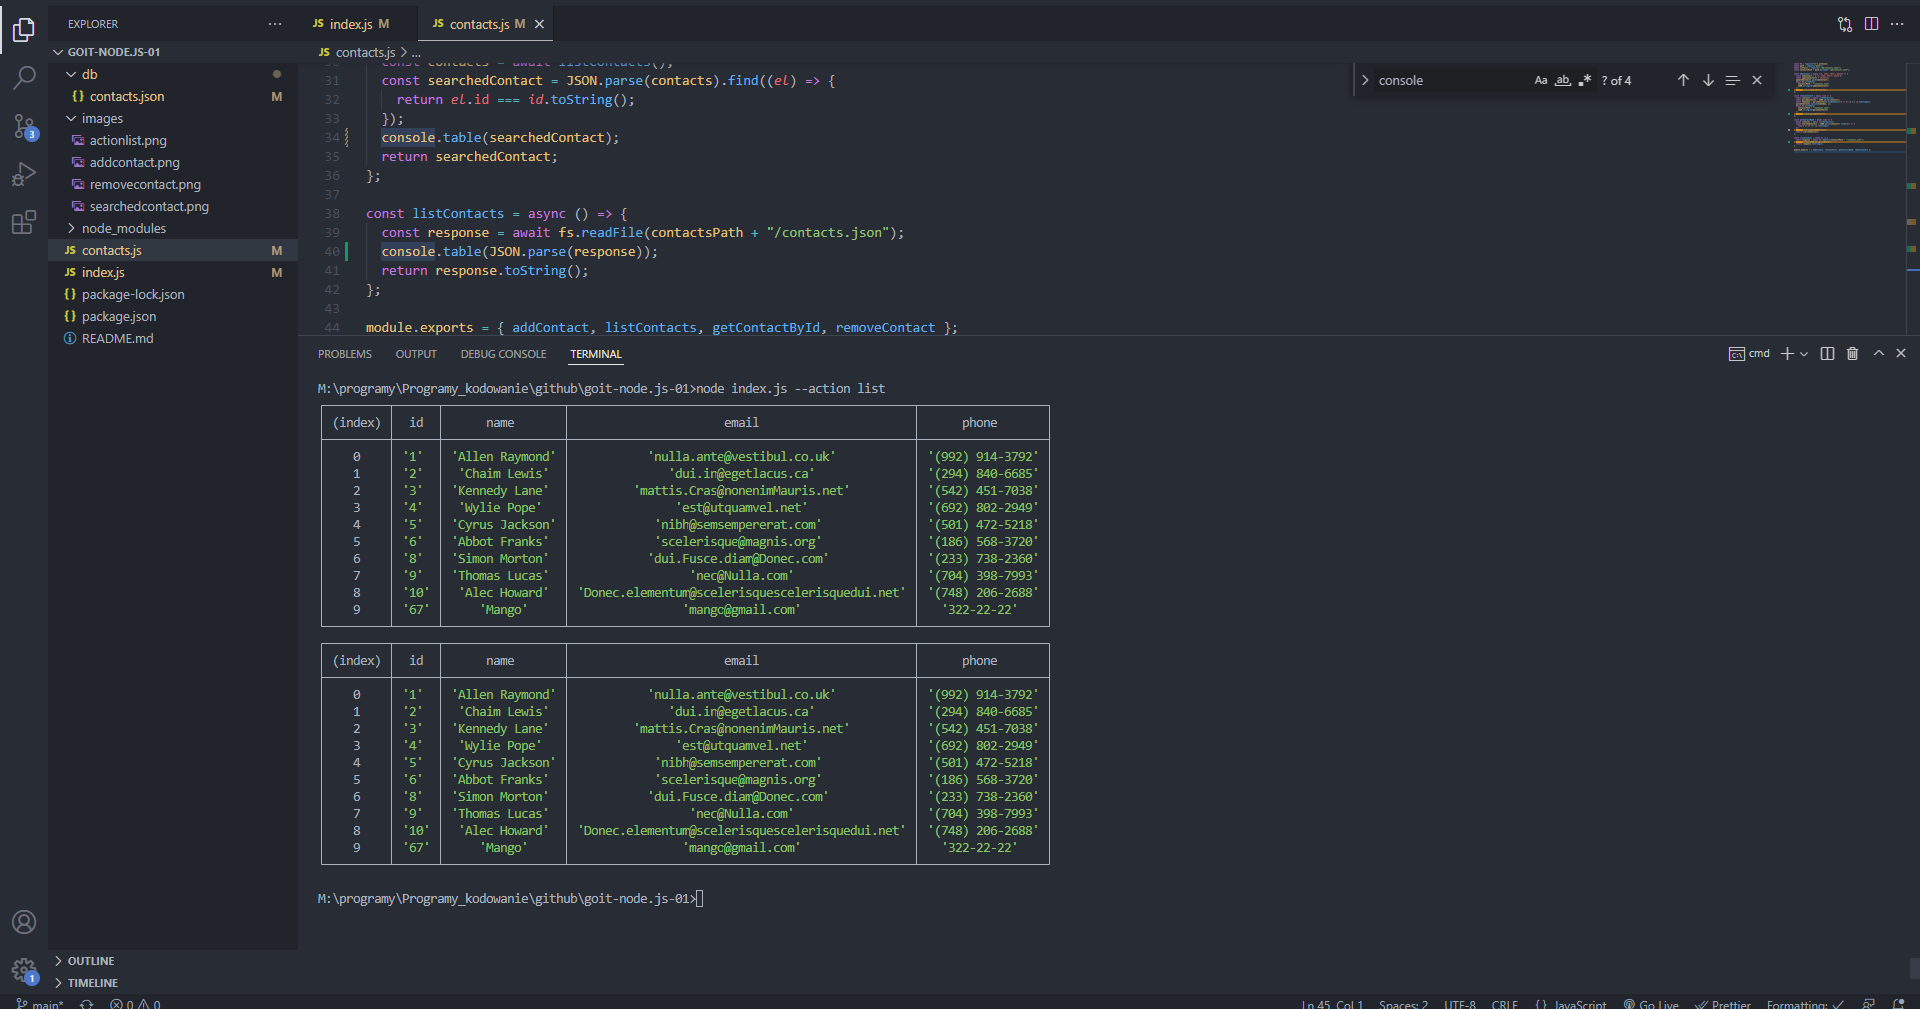 EXPLORER
GOIT-NODE.JS-01
db
{} contacts.json M
images
actionlist.png
addcontact.png
removecontact.png
searchedcontact.png
node_modules
JS contacts.js M
JS index.js M
{} package-lock.json
{} package.json
README.md
OUTLINE
TIMELINE
3
1
JS index.js M
JS contacts.js M
JS contacts.js > ...
console
Aa ab .* ? of 4
30 const contacts = await listContacts();
31 const searchedContact = JSON.parse(contacts).find((el) => {
32 return el.id === id.toString();
33 });
34 console.table(searchedContact);
35 return searchedContact;
36 };
37
38 const listContacts = async () => {
39 const response = await fs.readFile(contactsPath + "/contacts.json");
40 console.table(JSON.parse(response));
41 return response.toString();
42 };
43
44 module.exports = { addContact, listContacts, getContactById, removeContact };
PROBLEMS OUTPUT DEBUG CONSOLE TERMINAL
cmd
M:\programy\Programy_kodowanie\github\goit-node.js-01>node index.js --action list
(index) id name email phone
0 '1' 'Allen Raymond' 'nulla.ante@vestibul.co.uk' '(992) 914-3792'
1 '2' 'Chaim Lewis' 'dui.in@egetlacus.ca' '(294) 840-6685'
2 '3' 'Kennedy Lane' 'mattis.Cras@nonenimMauris.net' '(542) 451-7038'
3 '4' 'Wylie Pope' 'est@utquamvel.net' '(692) 802-2949'
4 '5' 'Cyrus Jackson' 'nibh@semsempererat.com' '(501) 472-5218'
5 '6' 'Abbot Franks' 'scelerisque@magnis.org' '(186) 568-3720'
6 '8' 'Simon Morton' 'dui.Fusce.diam@Donec.com' '(233) 738-2360'
7 '9' 'Thomas Lucas' 'nec@Nulla.com' '(704) 398-7993'
8 '10' 'Alec Howard' 'Donec.elementum@scelerisquescelerisquedui.net' '(748) 206-2688'
9 '67' 'Mango' 'mango@gmail.com' '322-22-22'
(index) id name email phone
0 '1' 'Allen Raymond' 'nulla.ante@vestibul.co.uk' '(992) 914-3792'
1 '2' 'Chaim Lewis' 'dui.in@egetlacus.ca' '(294) 840-6685'
2 '3' 'Kennedy Lane' 'mattis.Cras@nonenimMauris.net' '(542) 451-7038'
3 '4' 'Wylie Pope' 'est@utquamvel.net' '(692) 802-2949'
4 '5' 'Cyrus Jackson' 'nibh@semsempererat.com' '(501) 472-5218'
5 '6' 'Abbot Franks' 'scelerisque@magnis.org' '(186) 568-3720'
6 '8' 'Simon Morton' 'dui.Fusce.diam@Donec.com' '(233) 738-2360'
7 '9' 'Thomas Lucas' 'nec@Nulla.com' '(704) 398-7993'
8 '10' 'Alec Howard' 'Donec.elementum@scelerisquescelerisquedui.net' '(748) 206-2688'
9 '67' 'Mango' 'mango@gmail.com' '322-22-22'
M:\programy\Programy_kodowanie\github\goit-node.js-01>
main* 0 0 Ln 45, Col 1 Spaces: 2 UTF-8 CRLF {} JavaScript Go Live Prettier Formatting: